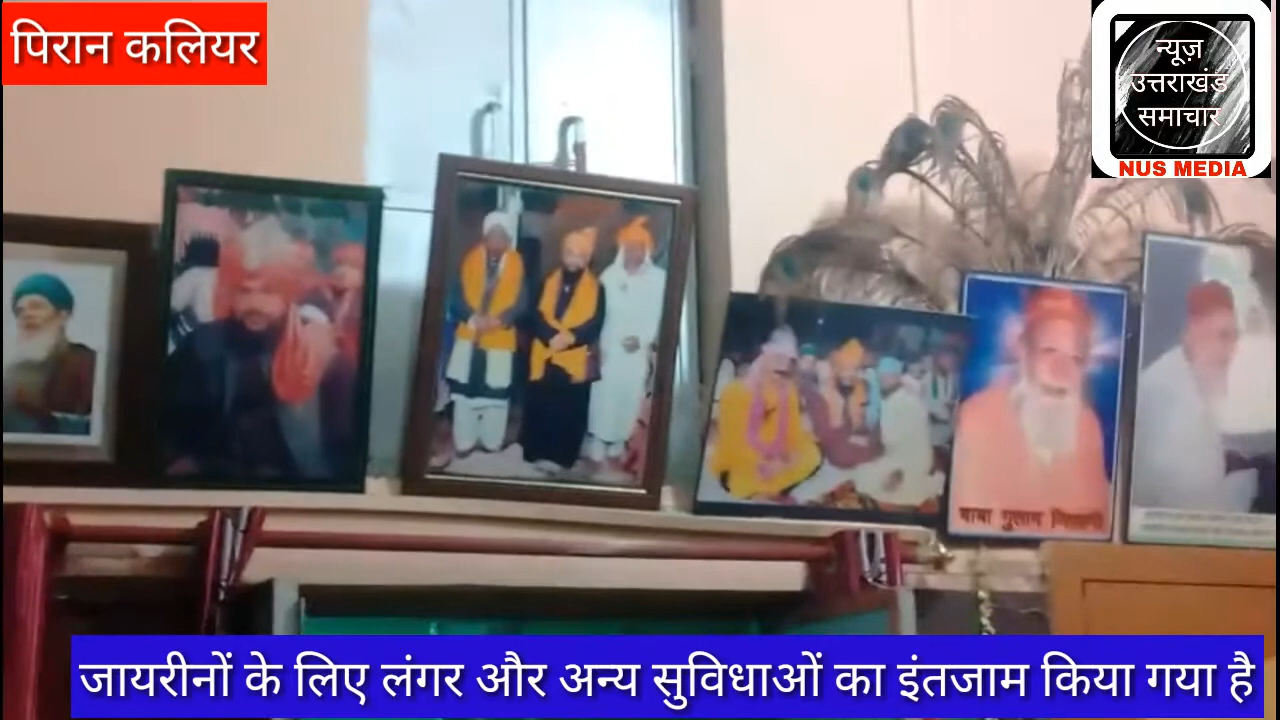 पिरान कलियर
न्यूज़
उत्तराखंड
समाचार
NUS MEDIA
बाबा गुलाम
जायरीनों के लिए लंगर और अन्य सुविधाओं का इंतजाम किया गया है